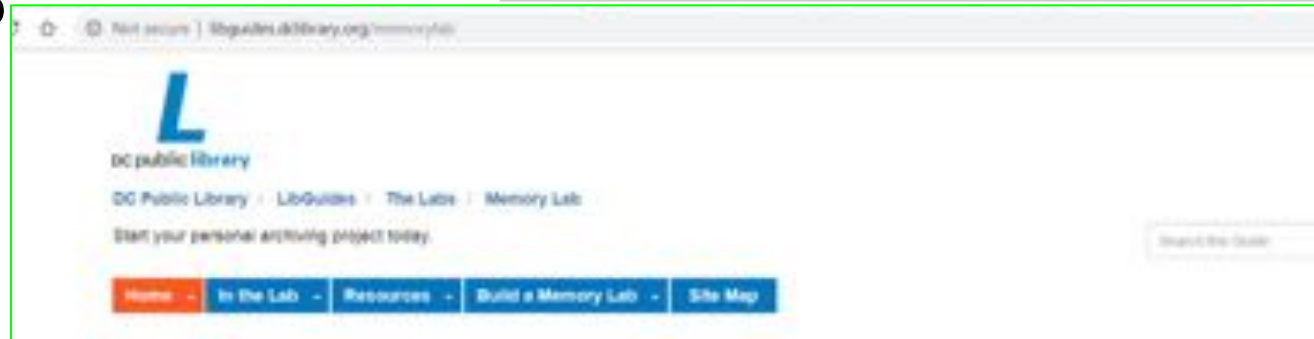 Not secure | libguides.dclibrary.org/memorylab
L
DC public library
DC Public Library / LibGuides / The Labs / Memory Lab
Start your personal archiving project today.
Search this Guide
Home In the Lab Resources Build a Memory Lab Site Map